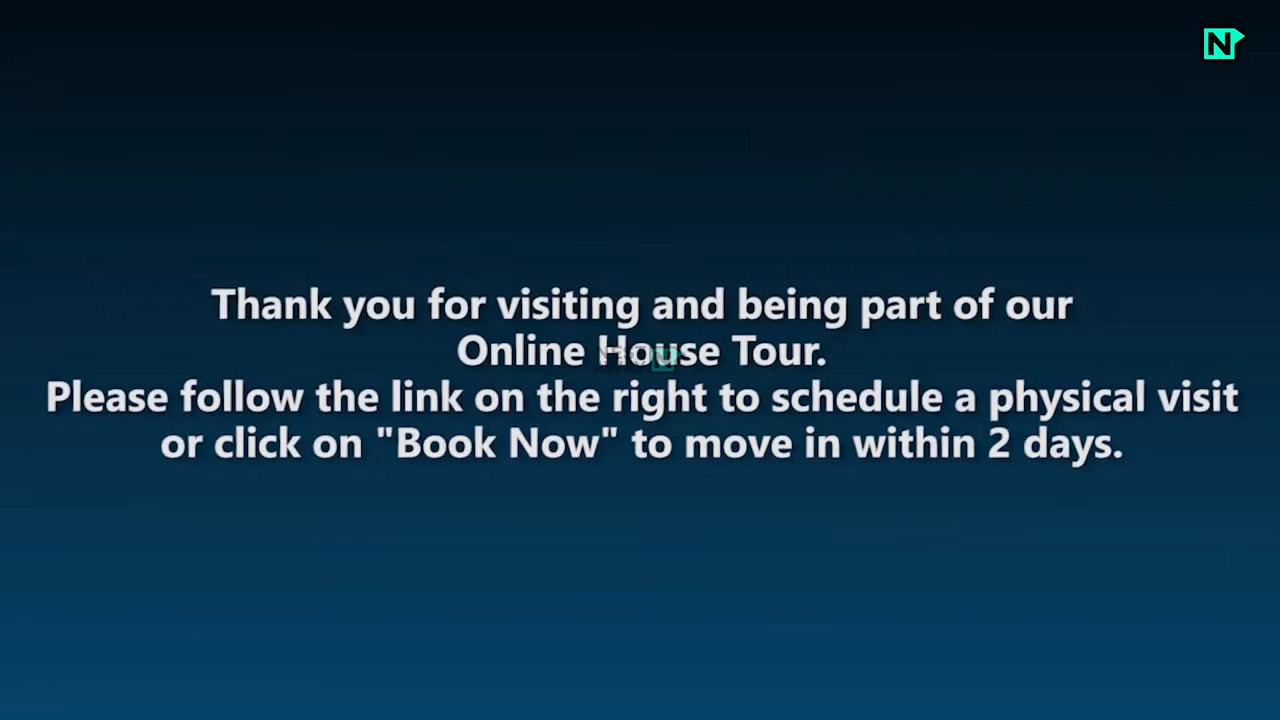 N
Thank you for visiting and being part of our
Online House Tour.
Please follow the link on the right to schedule a physical visit
or click on "Book Now" to move in within 2 days.